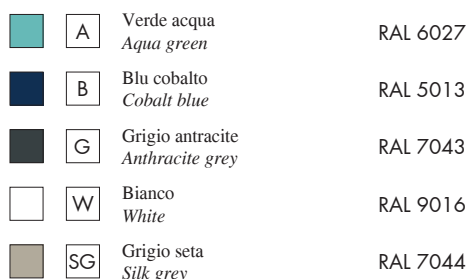 A Verde acqua RAL 6027
Aqua green
B Blu cobalto RAL 5013
Cobalt blue
G Grigio antracite RAL 7043
Anthracite grey
W Bianco RAL 9016
White
SG Grigio seta RAL 7044
Silk grey